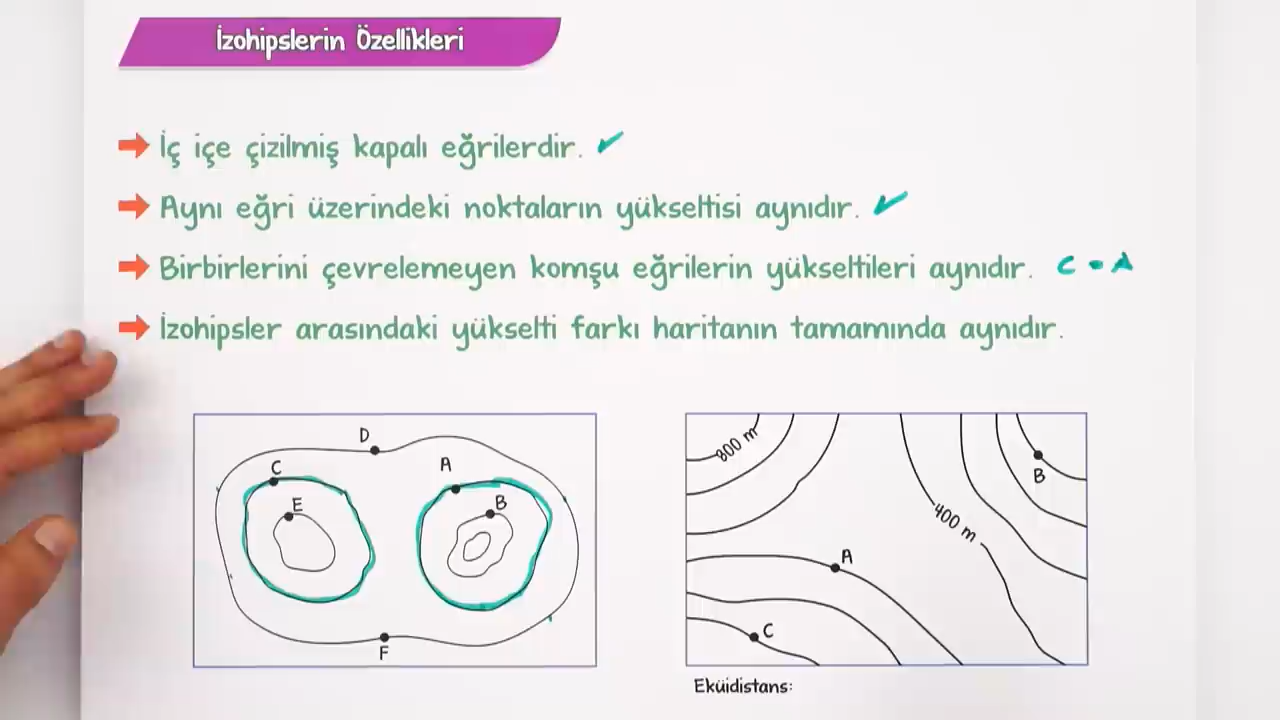 İzohipslerin Özellikleri
İç içe çizilmiş kapalı eğrilerdir.
Aynı eğri üzerindeki noktaların yükseltisi aynıdır.
Birbirlerini çevrelemeyen komşu eğrilerin yükseltileri aynıdır. C = A
İzohipsler arasındaki yükselti farkı haritanın tamamında aynıdır.
D
C
A
E
B
F
800 m
B
400 m
A
C
Eküidistans: